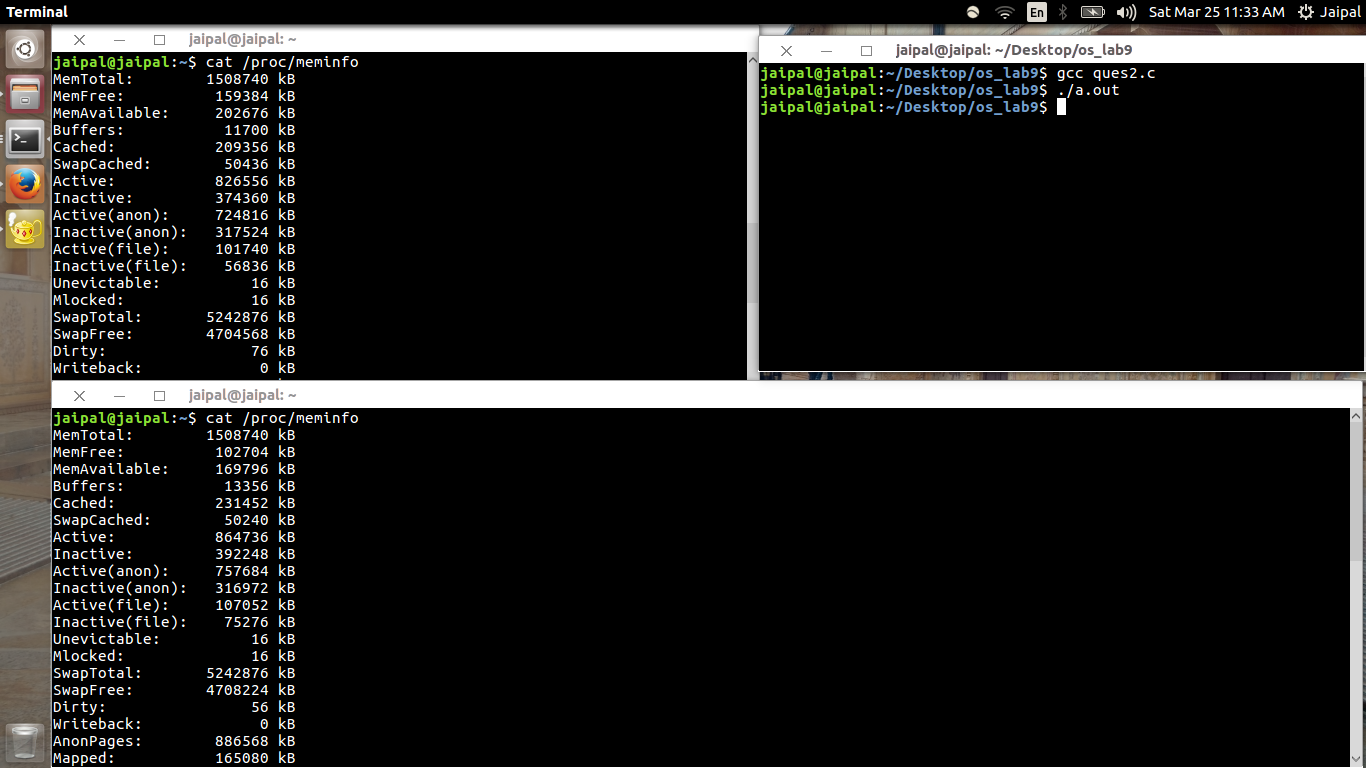 Terminal
En
Sat Mar 25 11:33 AM
Jaipal
jaipal@jaipal: ~
jaipal@jaipal:~$ cat /proc/meminfo
MemTotal: 1508740 kB
MemFree: 159384 kB
MemAvailable: 202676 kB
Buffers: 11700 kB
Cached: 209356 kB
SwapCached: 50436 kB
Active: 826556 kB
Inactive: 374360 kB
Active(anon): 724816 kB
Inactive(anon): 317524 kB
Active(file): 101740 kB
Inactive(file): 56836 kB
Unevictable: 16 kB
Mlocked: 16 kB
SwapTotal: 5242876 kB
SwapFree: 4704568 kB
Dirty: 76 kB
Writeback: 0 kB
jaipal@jaipal: ~/Desktop/os_lab9
jaipal@jaipal:~/Desktop/os_lab9$ gcc ques2.c
jaipal@jaipal:~/Desktop/os_lab9$ ./a.out
jaipal@jaipal:~/Desktop/os_lab9$
jaipal@jaipal: ~
jaipal@jaipal:~$ cat /proc/meminfo
MemTotal: 1508740 kB
MemFree: 102704 kB
MemAvailable: 169796 kB
Buffers: 13356 kB
Cached: 231452 kB
SwapCached: 50240 kB
Active: 864736 kB
Inactive: 392248 kB
Active(anon): 757684 kB
Inactive(anon): 316972 kB
Active(file): 107052 kB
Inactive(file): 75276 kB
Unevictable: 16 kB
Mlocked: 16 kB
SwapTotal: 5242876 kB
SwapFree: 4708224 kB
Dirty: 56 kB
Writeback: 0 kB
AnonPages: 886568 kB
Mapped: 165080 kB